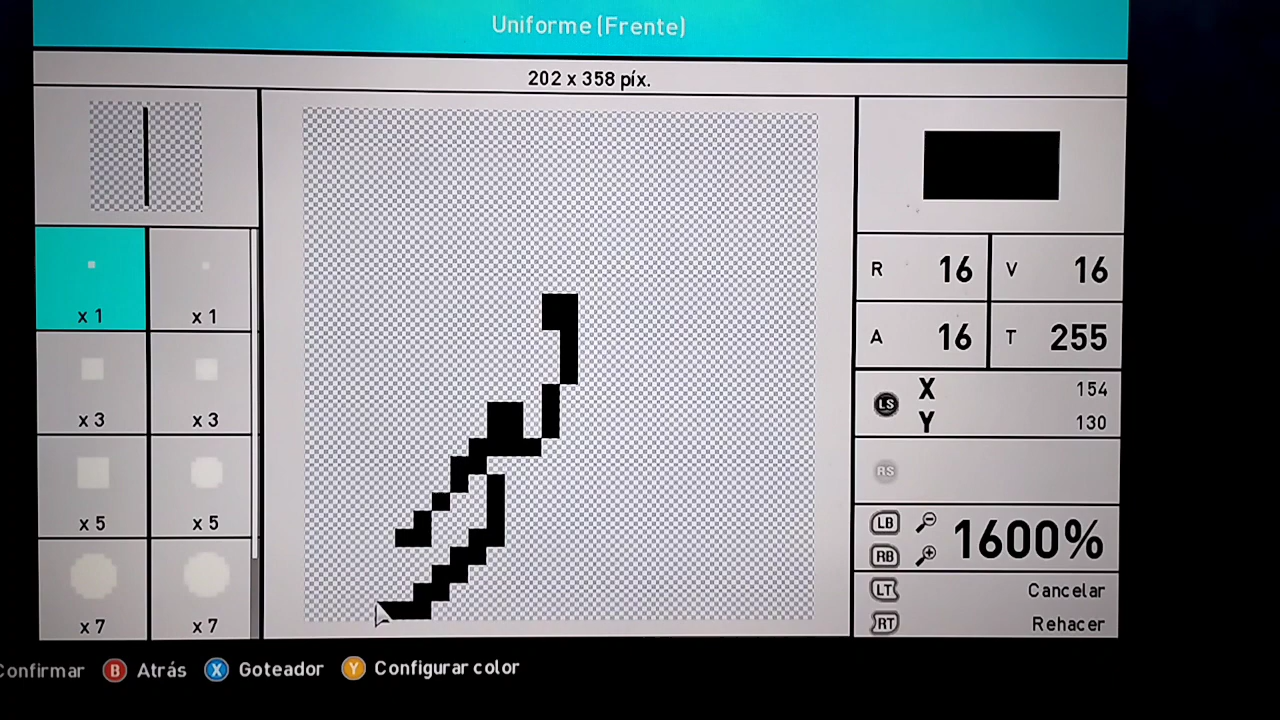 Uniforme (Frente)
202 x 358 píx.
x 1
x 1
x 3
x 3
x 5
x 5
x 7
x 7
R 16
V 16
A 16
T 255
LS X 154
Y 130
RS
LB
RB
1600%
LT Cancelar
RT Rehacer
Confirmar
B Atrás
X Goteador
Y Configurar color